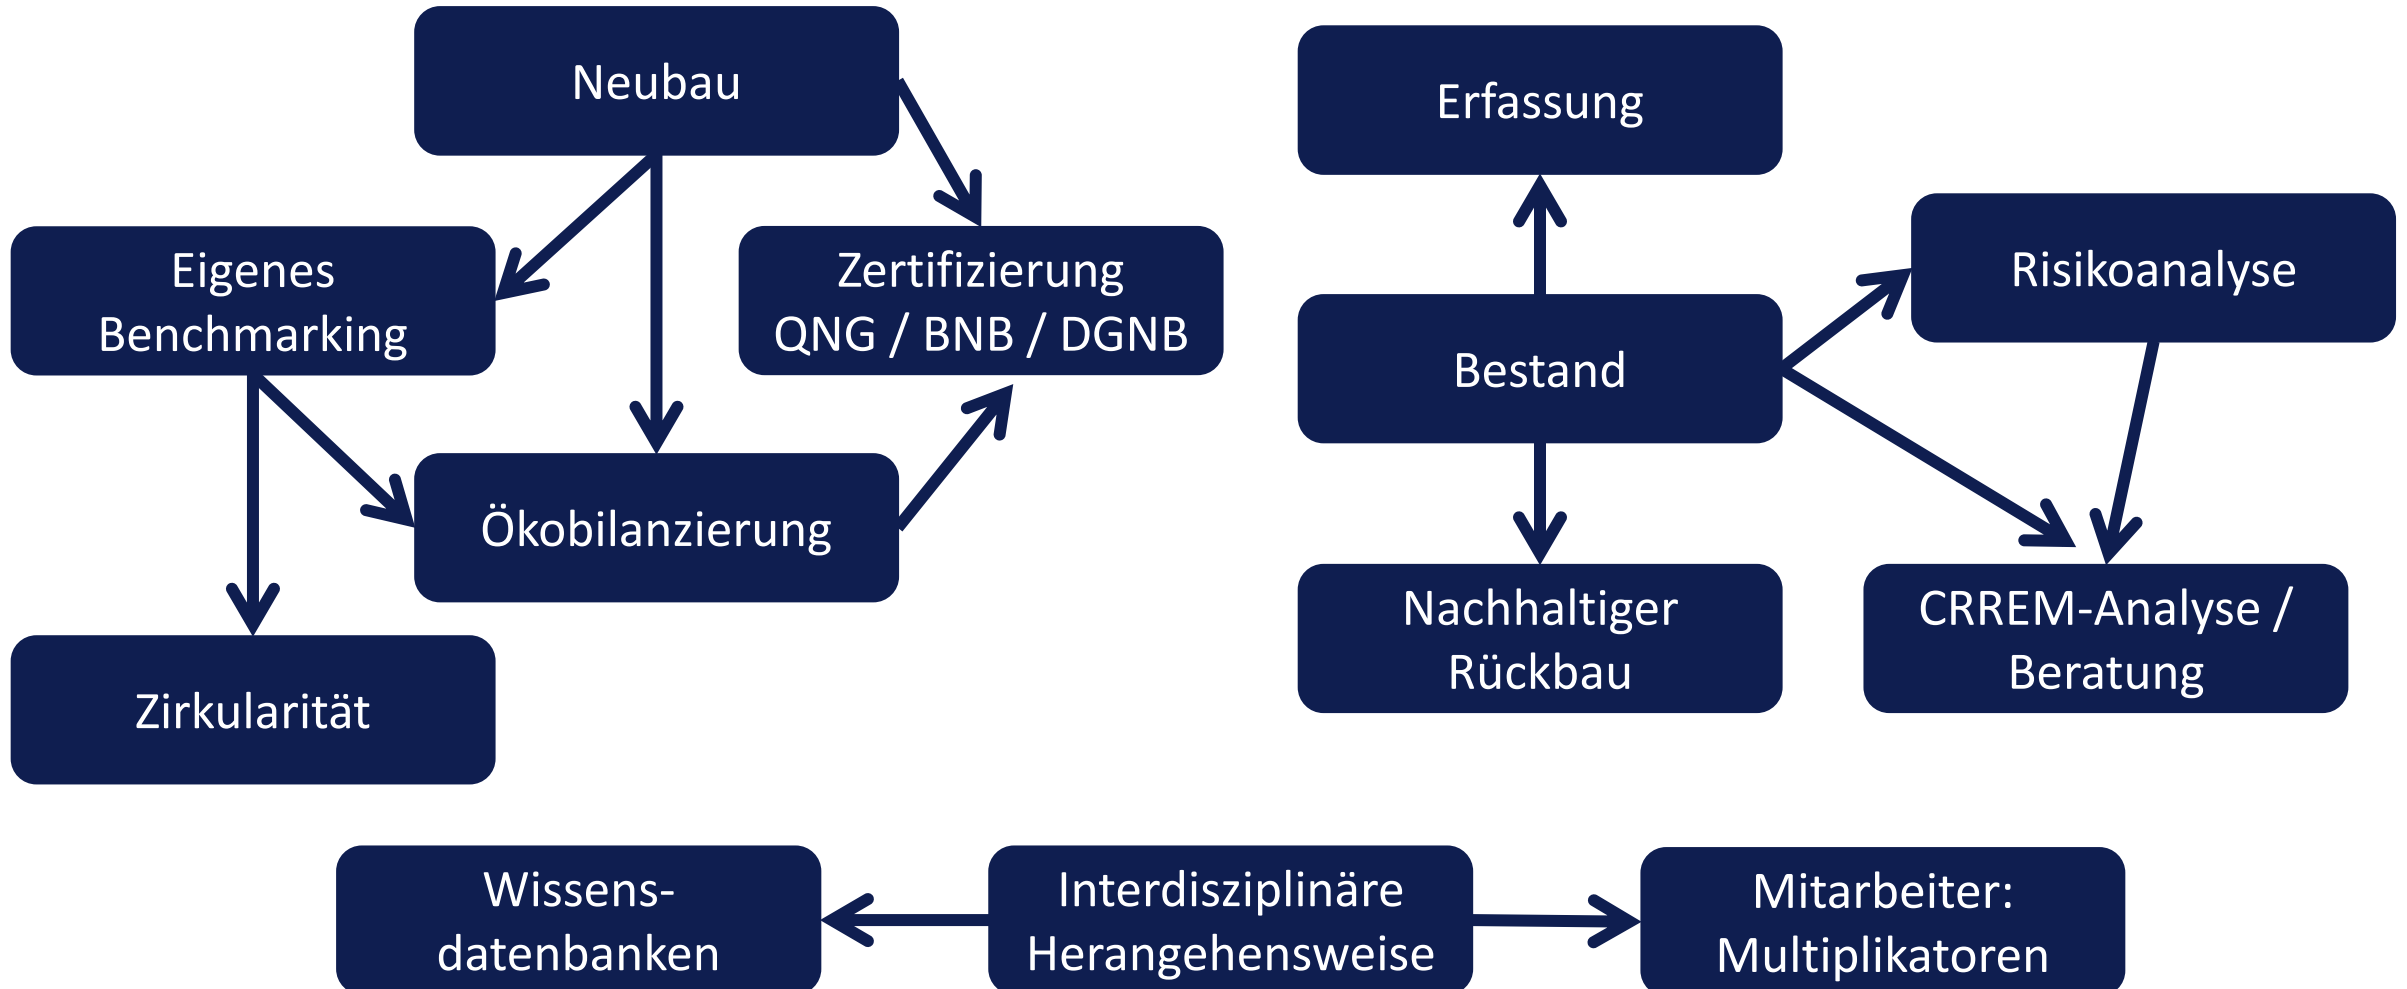 Neubau
Eigenes
Benchmarking
Zertifizierung
QNG / BNB / DGNB
Ökobilanzierung
Zirkularität
Erfassung
Risikoanalyse
Bestand
Nachhaltiger
Rückbau
CRREM-Analyse /
Beratung
Wissens-
datenbanken
Interdisziplinäre
Herangehensweise
Mitarbeiter:
Multiplikatoren